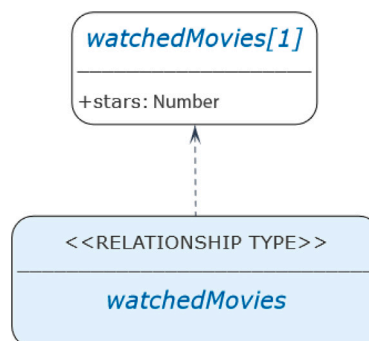 watchedMovies[1]
+stars: Number
<<RELATIONSHIP TYPE>>
watchedMovies